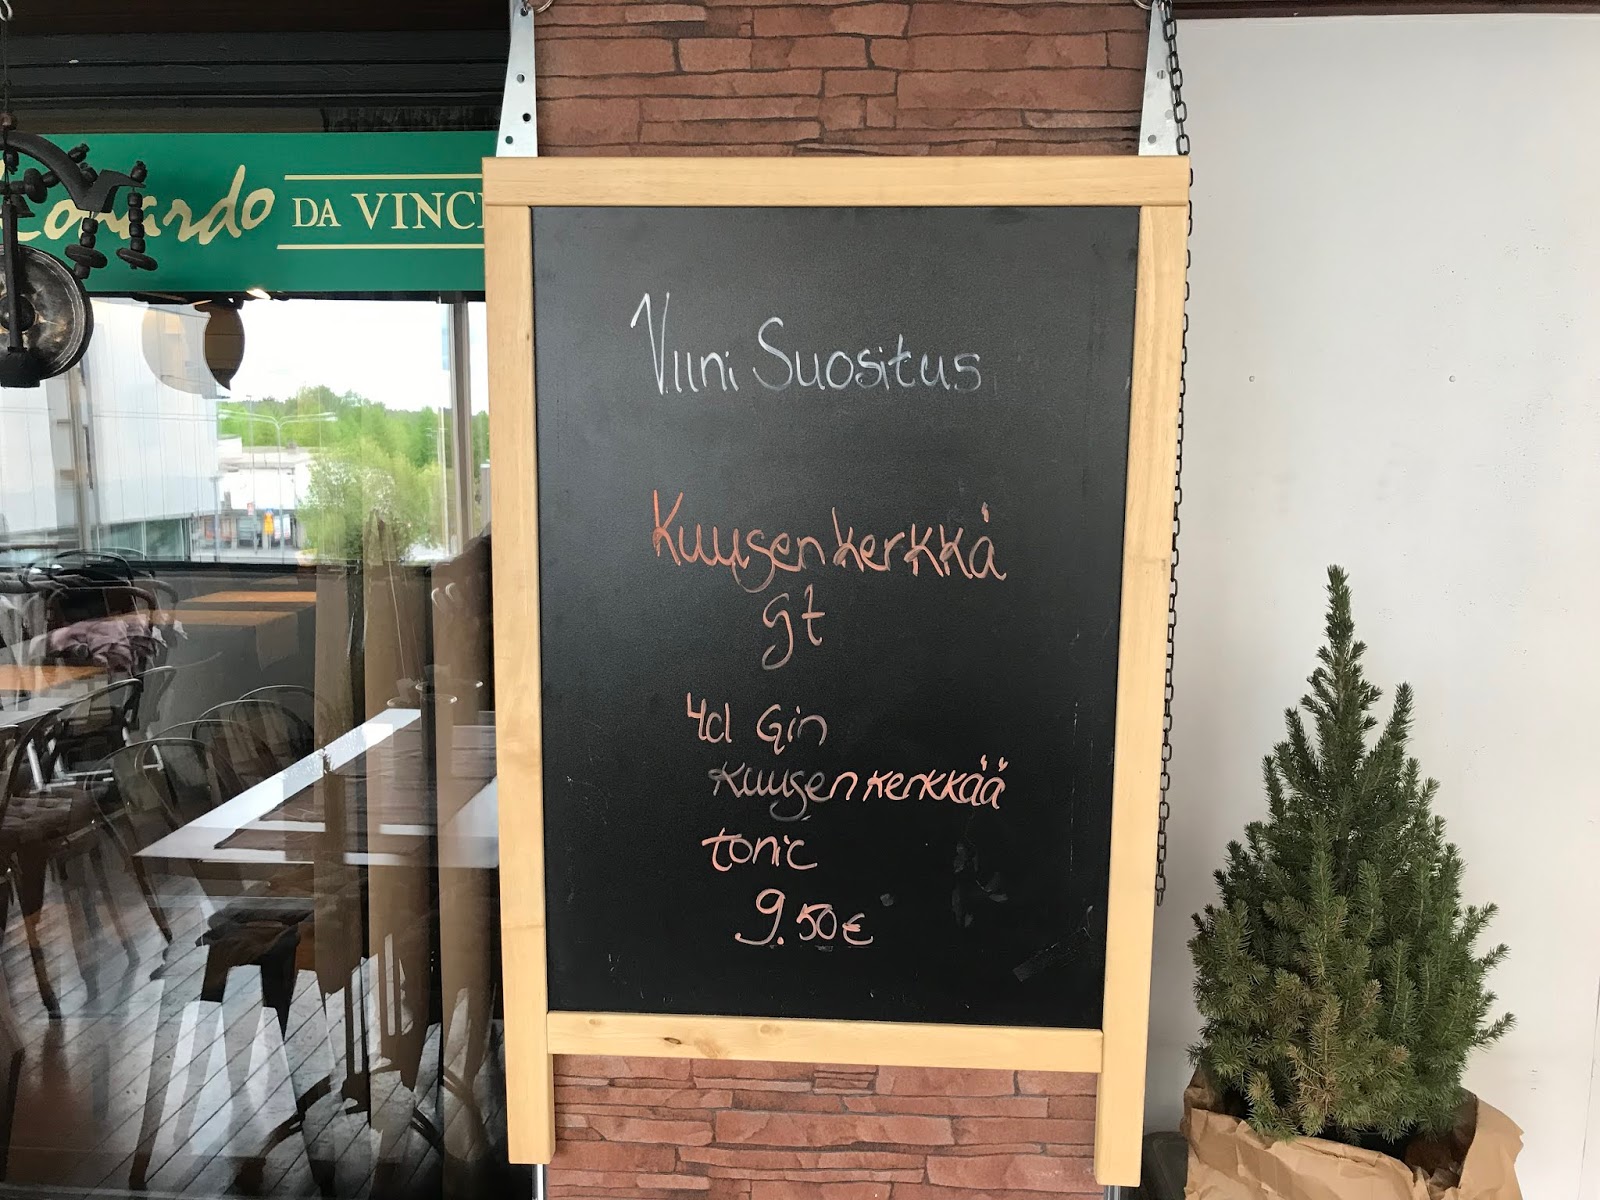 Leonardo DA VINCI
Viini Suositus
Kuusenkerkkä
gt
4cl Gin
Kuusenkerkkää
tonic
9.50€